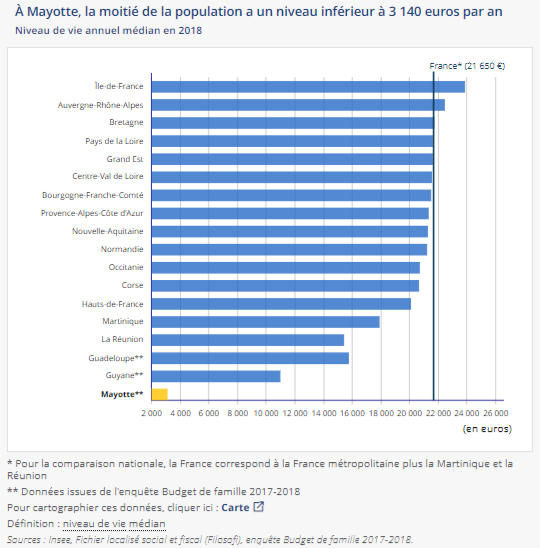 À Mayotte, la moitié de la population a un niveau inférieur à 3 140 euros par an
Niveau de vie annuel médian en 2018
France* (21 650 €)
Île-de-France
Auvergne-Rhône-Alpes
Bretagne
Pays de la Loire
Grand Est
Centre-Val de Loire
Bourgogne-Franche-Comté
Provence-Alpes-Côte d'Azur
Nouvelle-Aquitaine
Normandie
Occitanie
Corse
Hauts-de-France
Martinique
La Réunion
Guadeloupe**
Guyane**
Mayotte**
2 000 4 000 6 000 8 000 10 000 12 000 14 000 16 000 18 000 20 000 22 000 24 000 26 000
(en euros)
* Pour la comparaison nationale, la France correspond à la France métropolitaine plus la Martinique et la
Réunion
** Données issues de l'enquête Budget de famille 2017-2018
Pour cartographier ces données, cliquer ici : Carte
Définition : niveau de vie médian
Sources : Insee, Fichier localisé social et fiscal (Filosofi), enquête Budget de famille 2017-2018.